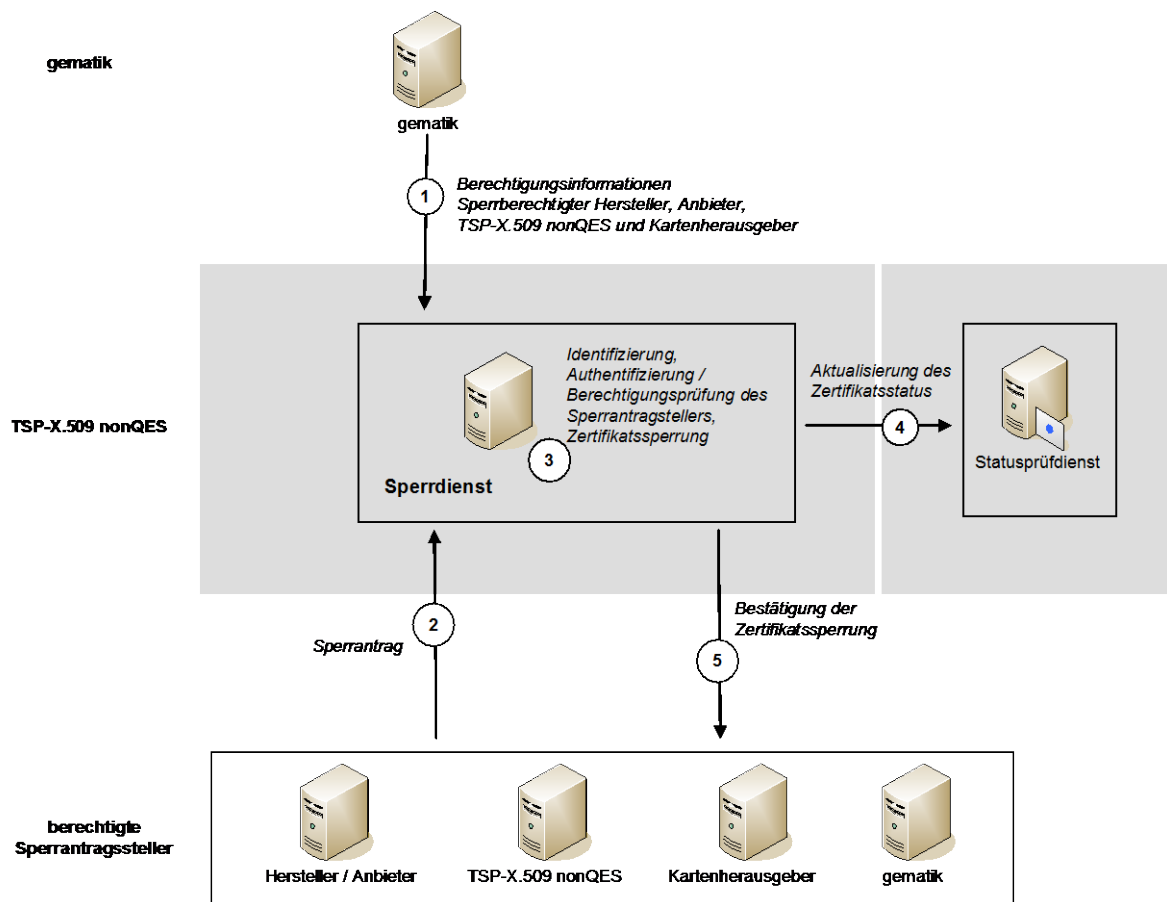 gematik
gematik
1
Berechtigungsinformationen
Sperrberechtigter Hersteller, Anbieter,
TSP-X.509 nonQES und Kartenherausgeber
TSP-X.509 nonQES
Identifizierung,
Authentifizierung /
Berechtigungsprüfung des
Sperrantragstellers,
Zertifikatssperrung
3
Sperrdienst
Aktualisierung des
Zertifikatsstatus
4
Statusprüfdienst
2
Sperrantrag
Bestätigung der
Zertifikatssperrung
5
berechtigte
Sperrantragssteller
Hersteller / Anbieter
TSP-X.509 nonQES
Kartenherausgeber
gematik